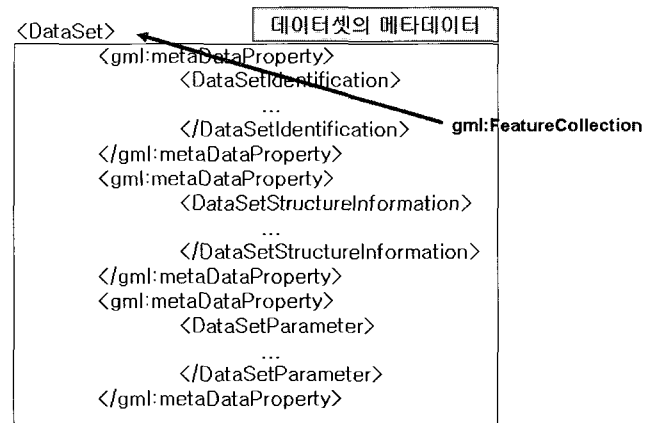 데이터셋의 메타데이터
<DataSet>
<gml:metaDataProperty>
<DataSetIdentification>
...
</DataSetIdentification>
gml:FeatureCollection
</gml:metaDataProperty>
<gml:metaDataProperty>
<DataSetStructureInformation>
...
</DataSetStructureInformation>
</gml:metaDataProperty>
<gml:metaDataProperty>
<DataSetParameter>
...
</DataSetParameter>
</gml:metaDataProperty>